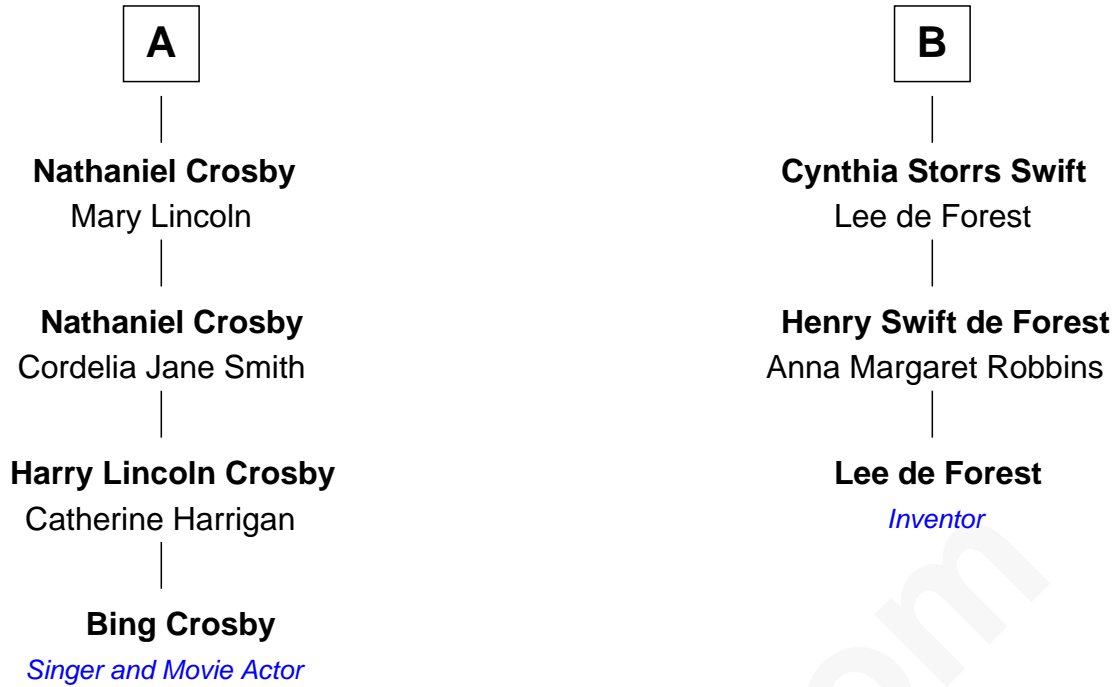 A
Nathaniel Crosby
Mary Lincoln
Nathaniel Crosby
Cordelia Jane Smith
Harry Lincoln Crosby
Catherine Harrigan
Bing Crosby
Singer and Movie Actor
B
Cynthia Storrs Swift
Lee de Forest
Henry Swift de Forest
Anna Margaret Robbins
Lee de Forest
Inventor
om